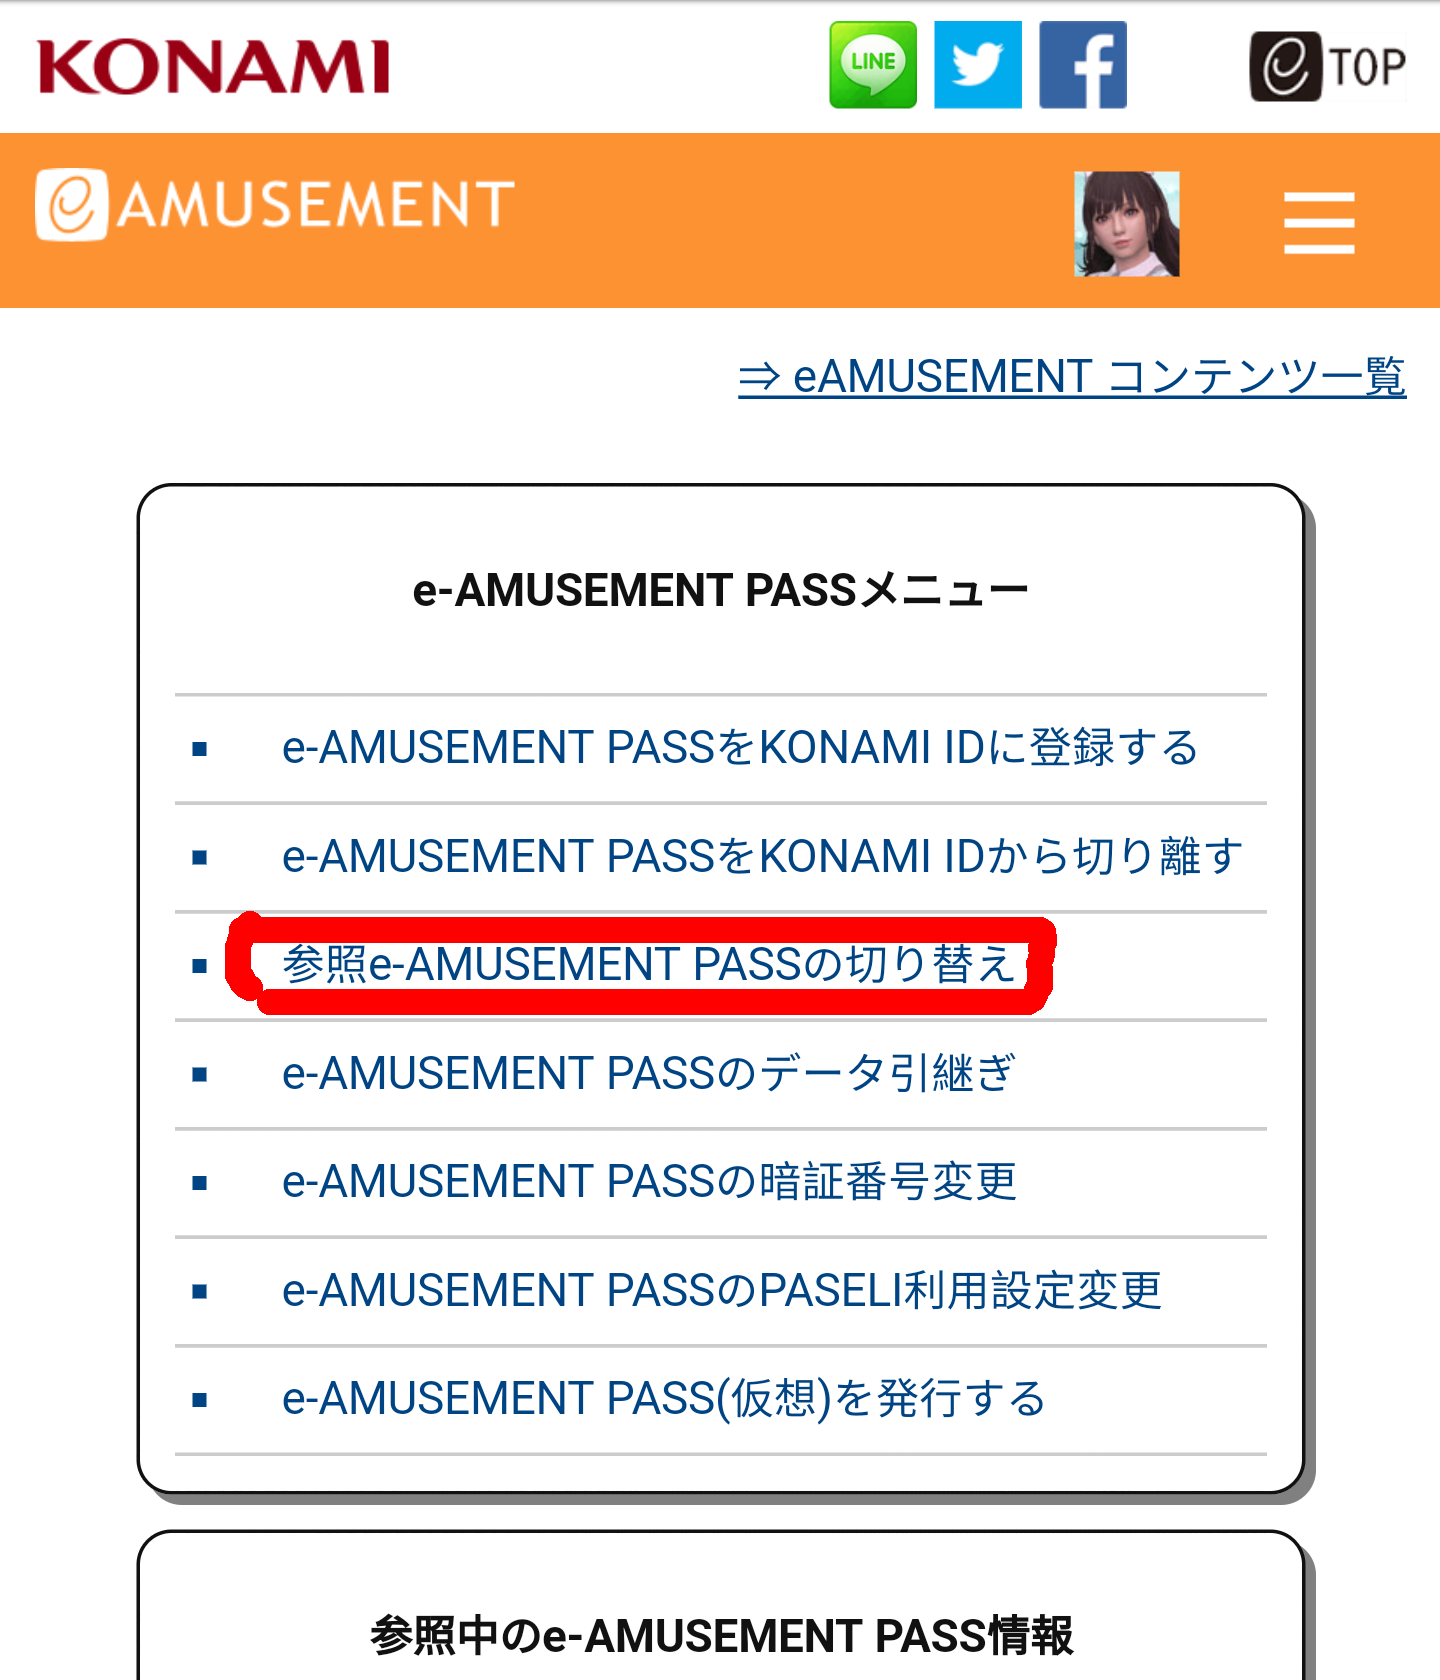 KONAMI
LINE
TOP
AMUSEMENT
⇒ eAMUSEMENT コンテンツ一覧
e-AMUSEMENT PASSメニュー
e-AMUSEMENT PASSをKONAMI IDに登録する
e-AMUSEMENT PASSをKONAMI IDから切り離す
参照e-AMUSEMENT PASSの切り替え
e-AMUSEMENT PASSのデータ引継ぎ
e-AMUSEMENT PASSの暗証番号変更
e-AMUSEMENT PASSのPASELI利用設定変更
e-AMUSEMENT PASS(仮想)を発行する
参照中のe-AMUSEMENT PASS情報